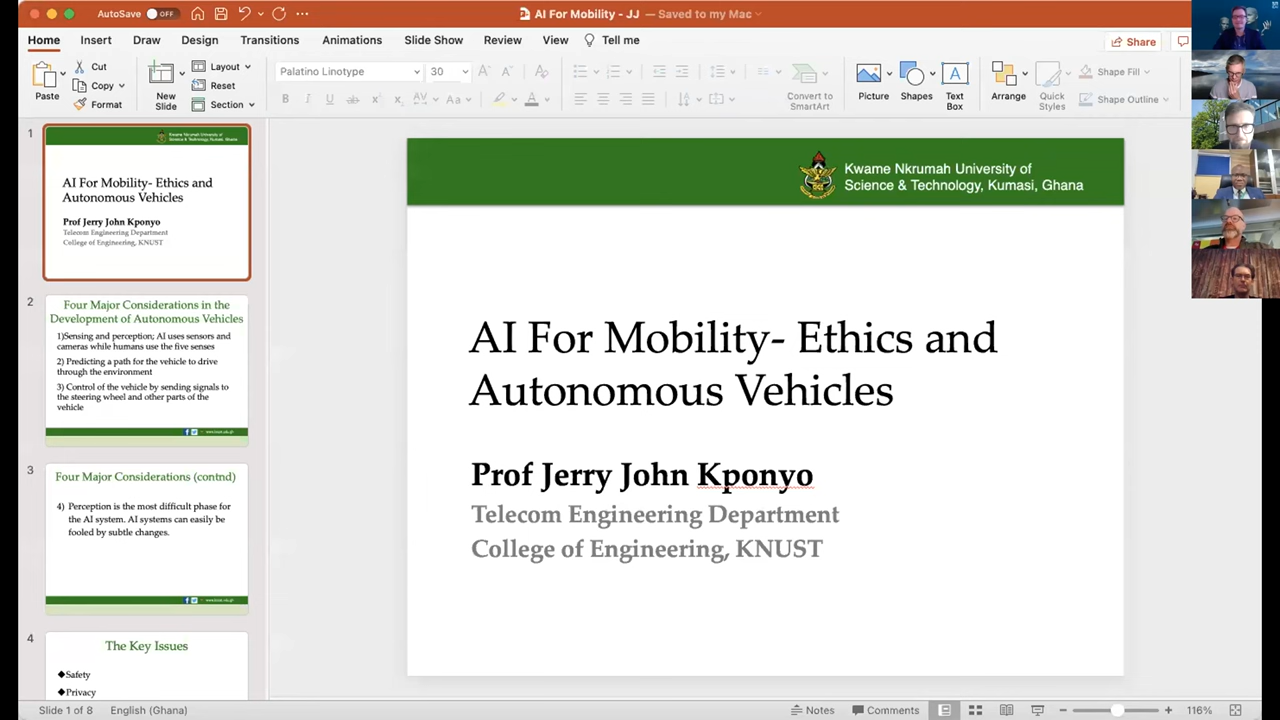 AutoSave OFF
AI For Mobility - JJ — Saved to my Mac
Home Insert Draw Design Transitions Animations Slide Show Review View Tell me
Share
Paste
Cut
Copy
Format
New
Slide
Layout
Reset
Section
Palatino Linotype 30
Convert to
SmartArt
Picture
Shapes
Text
Box
Arrange
Quick
Styles
Shape Fill
Shape Outline
1
Kwame Nkrumah University of
Science & Technology, Kumasi, Ghana
AI For Mobility- Ethics and
Autonomous Vehicles
Prof Jerry John Kponyo
Telecom Engineering Department
College of Engineering, KNUST
2
Four Major Considerations in the
Development of Autonomous Vehicles
1)Sensing and perception; AI uses sensors and
cameras while humans use the five senses
2) Predicting a path for the vehicle to drive
through the environment
3) Control of the vehicle by sending signals to
the steering wheel and other parts of the
vehicle
3
Four Major Considerations (contnd)
4) Perception is the most difficult phase for
the AI system. AI systems can easily be
fooled by subtle changes.
4
The Key Issues
◆Safety
◆Privacy
Kwame Nkrumah University of
Science & Technology, Kumasi, Ghana
AI For Mobility- Ethics and
Autonomous Vehicles
Prof Jerry John Kponyo
Telecom Engineering Department
College of Engineering, KNUST
Slide 1 of 8 English (Ghana)
Notes Comments 116%